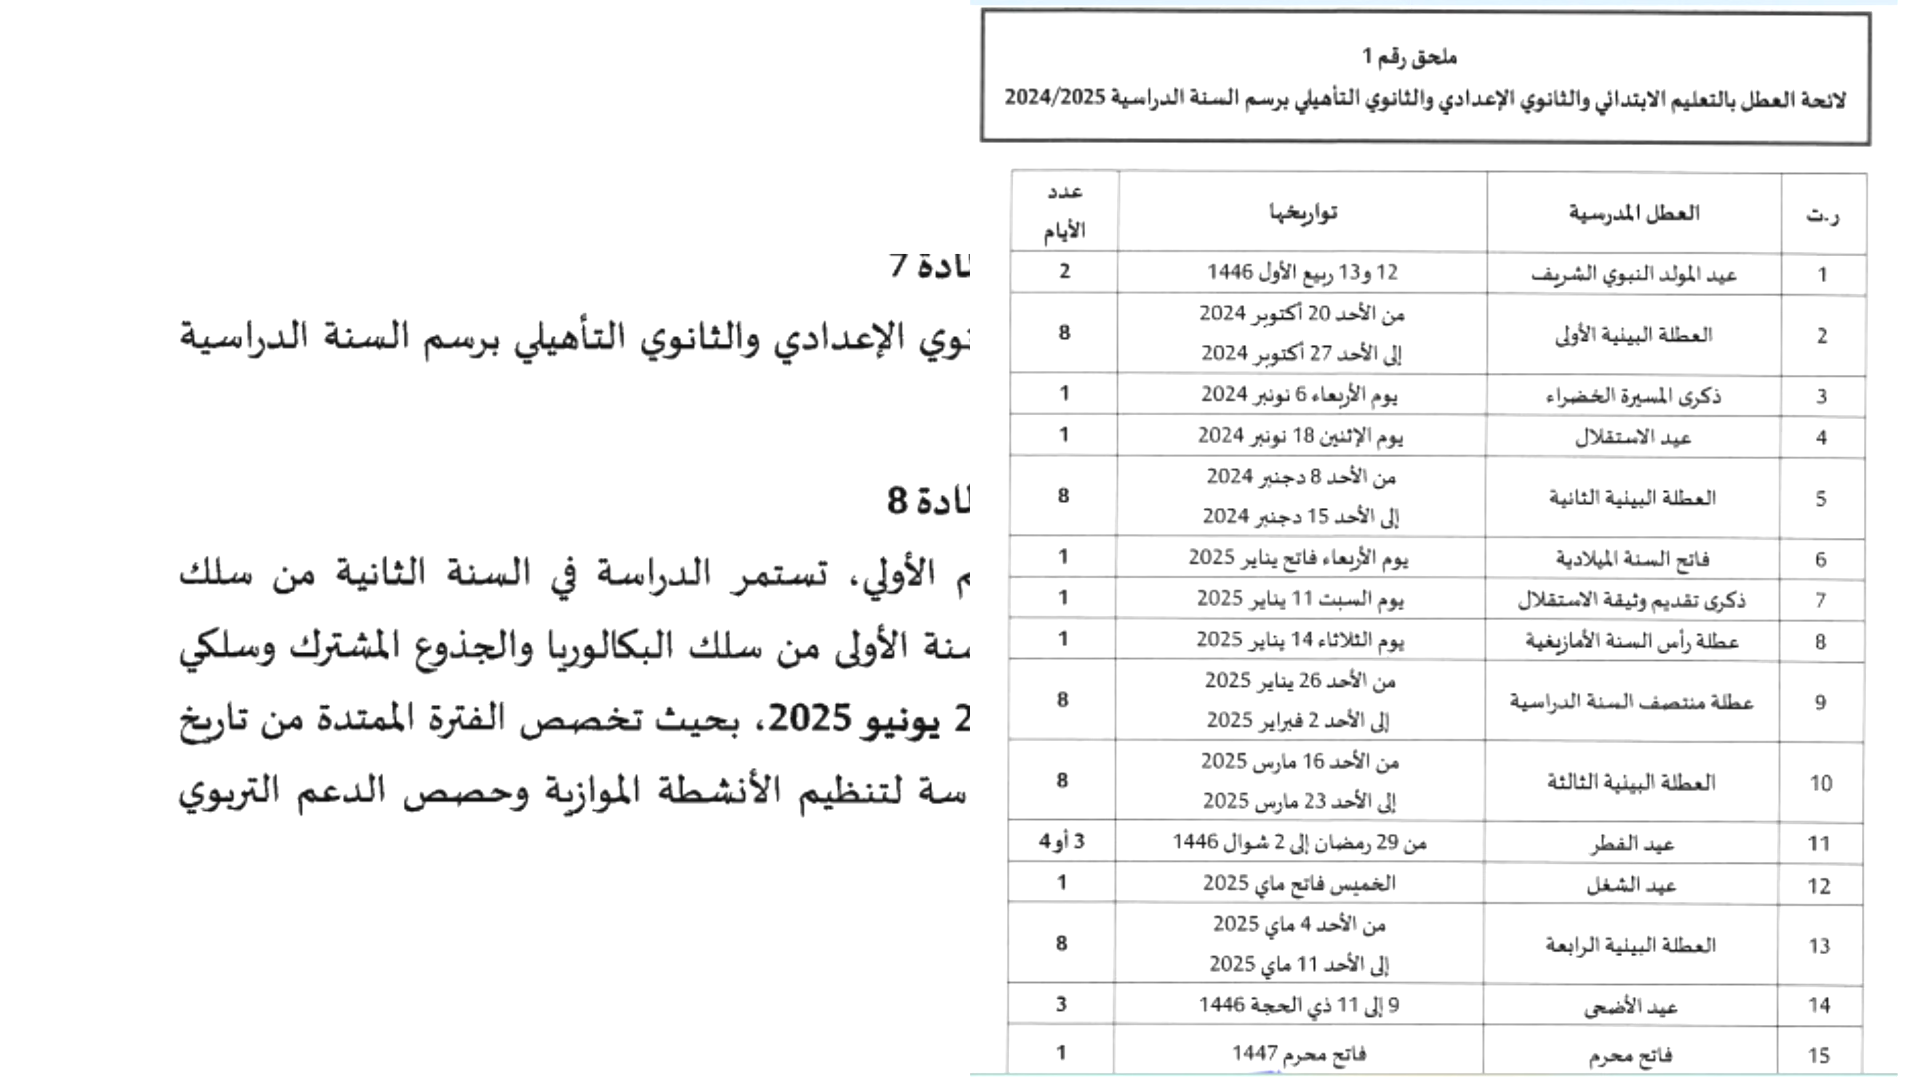 ملحق رقم 1
لائحة العطل بالتعليم الابتدائي والثانوي الإعدادي والثانوي التأهيلي برسم السنة الدراسية 2024/2025
ر.ت العطل المدرسية تواريخها عدد الأيام
1 عيد المولد النبوي الشريف 12 و13 ربيع الأول 1446 2
2 العطلة البينية الأولى من الأحد 20 أكتوبر 2024 8
إلى الأحد 27 أكتوبر 2024
3 ذكرى المسيرة الخضراء يوم الأربعاء 6 نونبر 2024 1
4 عيد الاستقلال يوم الإثنين 18 نونبر 2024 1
5 العطلة البينية الثانية من الأحد 8 دجنبر 2024 8
إلى الأحد 15 دجنبر 2024
6 فاتح السنة الميلادية يوم الأربعاء فاتح يناير 2025 1
7 ذكرى تقديم وثيقة الاستقلال يوم السبت 11 يناير 2025 1
8 عطلة رأس السنة الأمازيغية يوم الثلاثاء 14 يناير 2025 1
9 عطلة منتصف السنة الدراسية من الأحد 26 يناير 2025 8
إلى الأحد 2 فبراير 2025
10 العطلة البينية الثالثة من الأحد 16 مارس 2025 8
إلى الأحد 23 مارس 2025
11 عيد الفطر من 29 رمضان إلى 2 شوال 1446 3 أو 4
12 عيد الشغل الخميس فاتح ماي 2025 1
13 العطلة البينية الرابعة من الأحد 4 ماي 2025 8
إلى الأحد 11 ماي 2025
14 عيد الأضحى 9 إلى 11 ذي الحجة 1446 3
15 فاتح محرم فاتح محرم 1447 1
ادة 7
نوي الإعدادي والثانوي التأهيلي برسم السنة الدراسية
ادة 8
م الأولي، تستمر الدراسة في السنة الثانية من سلك
سنة الأولى من سلك البكالوريا والجذوع المشترك وسلكي
2 يونيو 2025، بحيث تخصص الفترة الممتدة من تاريخ
سة لتنظيم الأنشطة الموازية وحصص الدعم التربوي